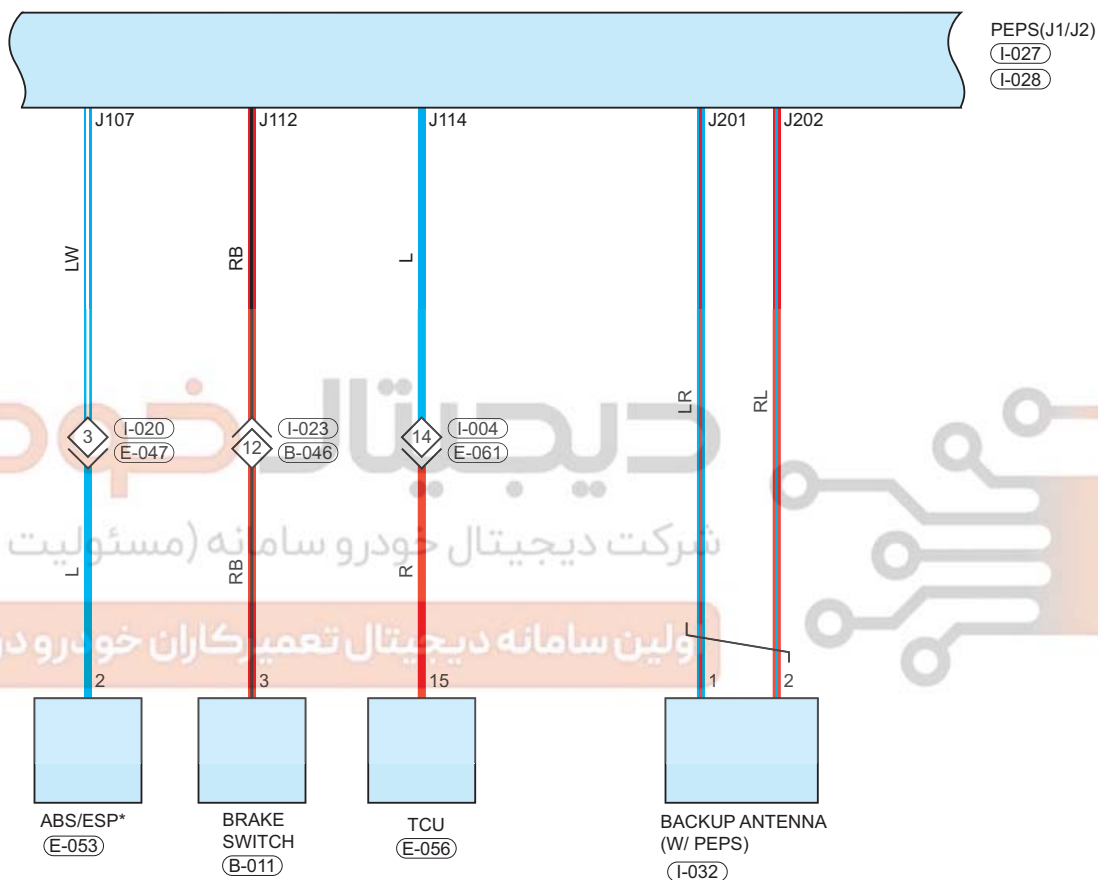 PEPS(J1/J2)
I-027
I-028
J107
J112
J114
J201
J202
LW
RB
L
LR
RL
3
I-020
E-047
12
I-023
B-046
14
I-004
E-061
دیجیتال خود
شرکت دیجیتال خودرو سامانه (مسئولیت
L
RB
R
اولین سامانه دیجیتال تعمیرکاران خودرو در
2
3
15
1
2
ABS/ESP*
E-053
BRAKE
SWITCH
B-011
TCU
E-056
BACKUP ANTENNA
(W/ PEPS)
I-032